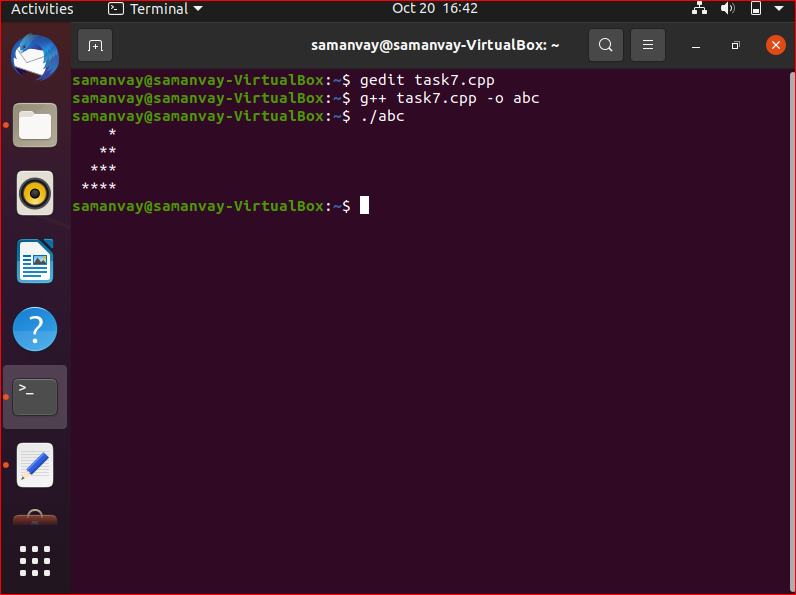 Activities Terminal Oct 20 16:42
samanvay@samanvay-VirtualBox: ~
samanvay@samanvay-VirtualBox:~$ gedit task7.cpp
samanvay@samanvay-VirtualBox:~$ g++ task7.cpp -o abc
samanvay@samanvay-VirtualBox:~$ ./abc
    *
   **
  ***
 ****
samanvay@samanvay-VirtualBox:~$